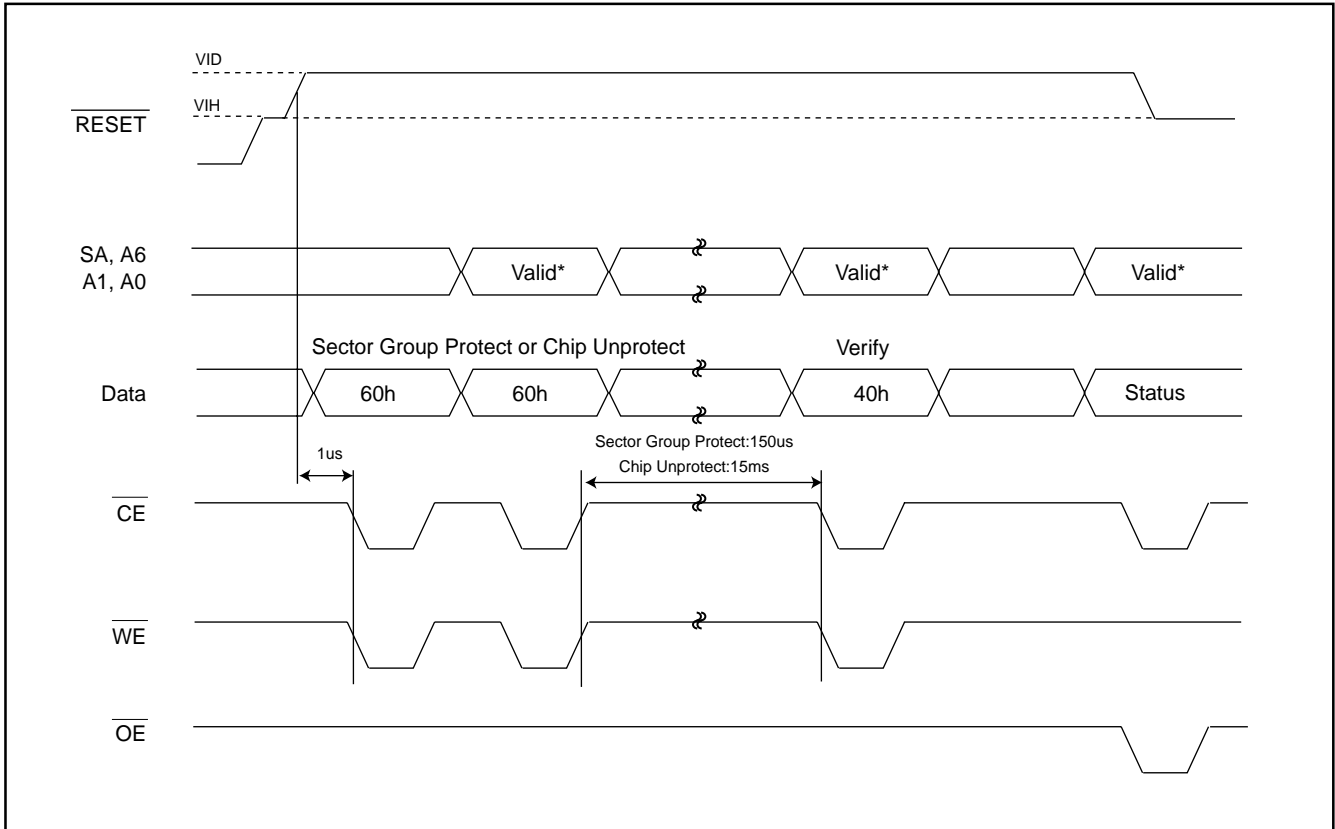 VID
VIH
RESET
SA, A6
A1, A0
Valid*
Valid*
Valid*
Sector Group Protect or Chip Unprotect
Verify
Data
60h
60h
40h
Status
Sector Group Protect:150us
1us
Chip Unprotect:15ms
CE
WE
OE